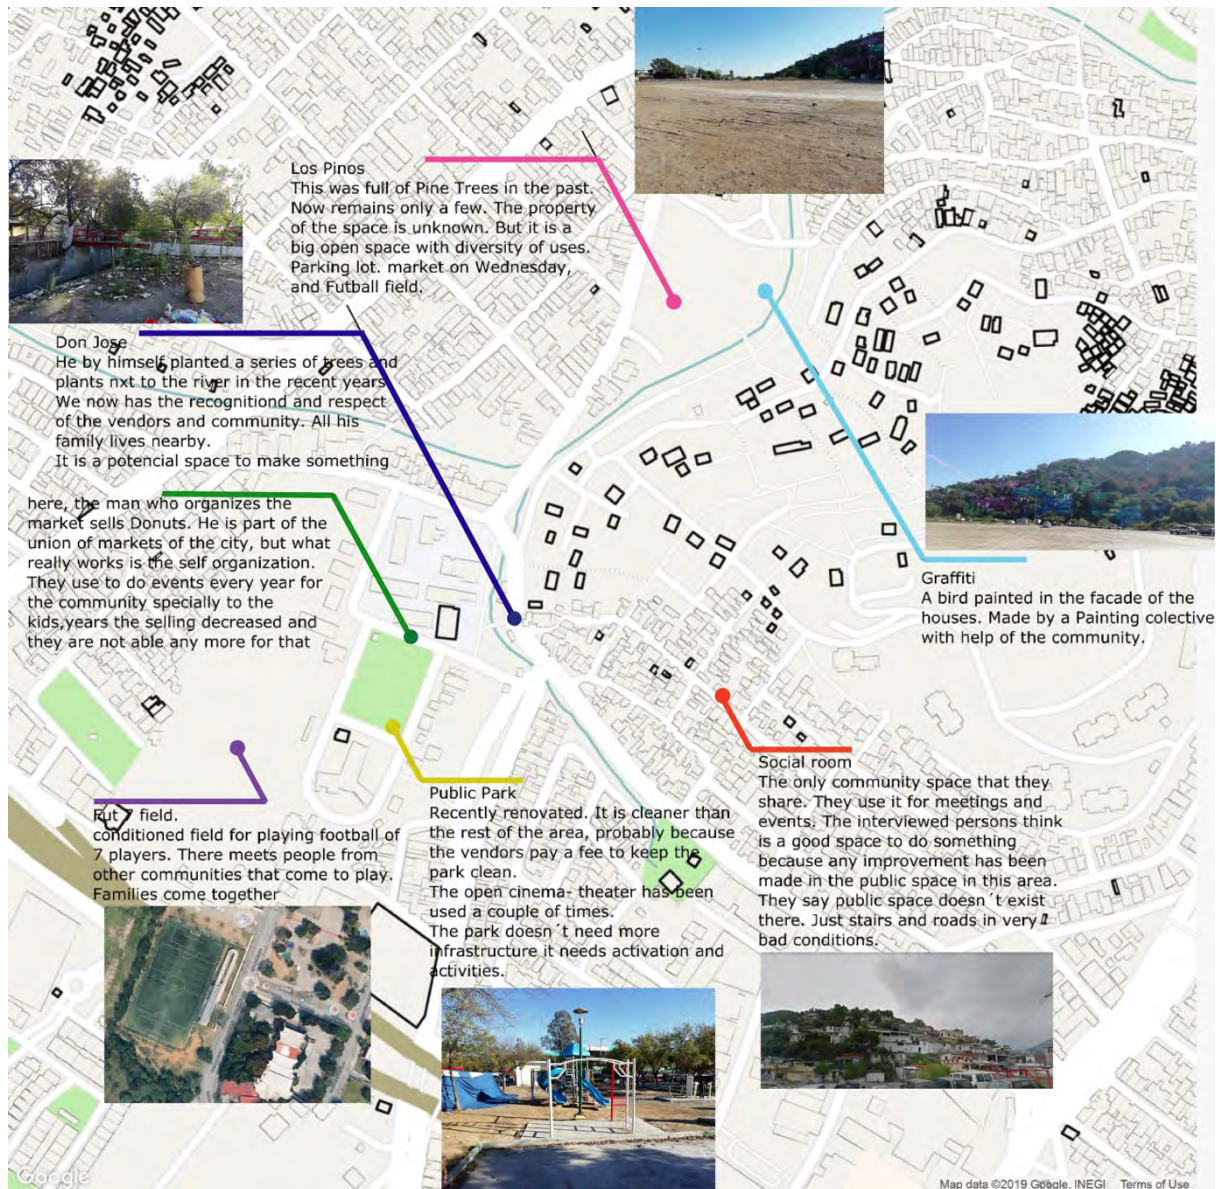 Los Pinos
This was full of Pine Trees in the past.
Now remains only a few. The property
of the space is unknown. But it is a
big open space with diversity of uses.
Parking lot. market on Wednesday,
and Futball field.
Don Jose
He by himself planted a series of trees and
plants nxt to the river in the recent years
We now has the recognitiond and respect
of the vendors and community. All his
family lives nearby.
It is a potencial space to make something
here, the man who organizes the
market sells Donuts. He is part of the
union of markets of the city, but what
really works is the self organization.
They use to do events every year for
the community specially to the
kids,years the selling decreased and
they are not able any more for that
Graffiti
A bird painted in the facade of the
houses. Made by a Painting colective
with help of the community.
Fut 7 field.
conditioned field for playing football of
7 players. There meets people from
other communities that come to play.
Families come together
Public Park
Recently renovated. It is cleaner than
the rest of the area, probably because
the vendors pay a fee to keep the
park clean.
The open cinema- theater has been
used a couple of times.
The park doesn´t need more
infrastructure it needs activation and
activities.
Social room
The only community space that they
share. They use it for meetings and
events. The interviewed persons think
is a good space to do something
because any improvement has been
made in the public space in this area.
They say public space doesn´t exist
there. Just stairs and roads in very
bad conditions.
Google
Map data ©2019 Google, INEGI Terms of Use